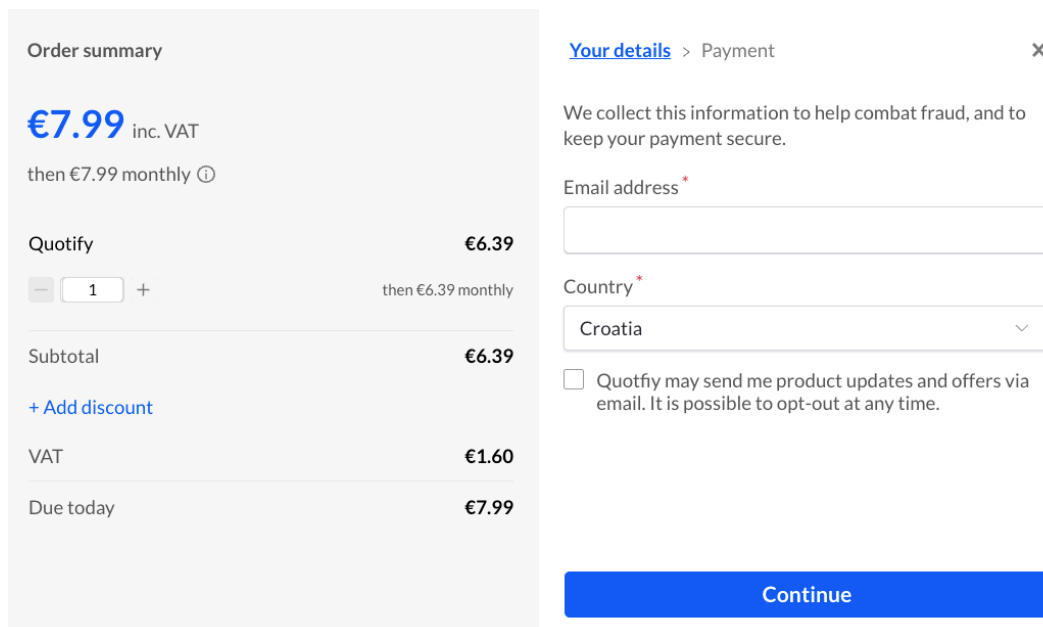 Order summary
€7.99 inc. VAT
then €7.99 monthly
Quotify €6.39
1 + then €6.39 monthly
Subtotal €6.39
+ Add discount
VAT €1.60
Due today €7.99
Your details > Payment
We collect this information to help combat fraud, and to
keep your payment secure.
Email address*
Country*
Croatia
Quotfiy may send me product updates and offers via
email. It is possible to opt-out at any time.
Continue